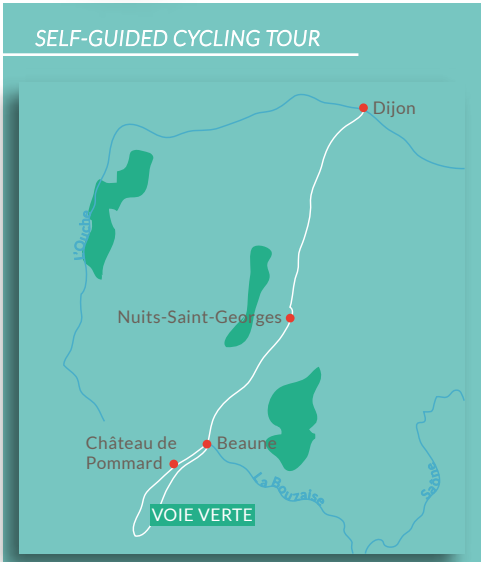 SELF-GUIDED CYCLING TOUR
Dijon
L'Ouche
Nuits-Saint-Georges
Château de
Pommard
Beaune
La Bouzaise
Saône
VOIE VERTE